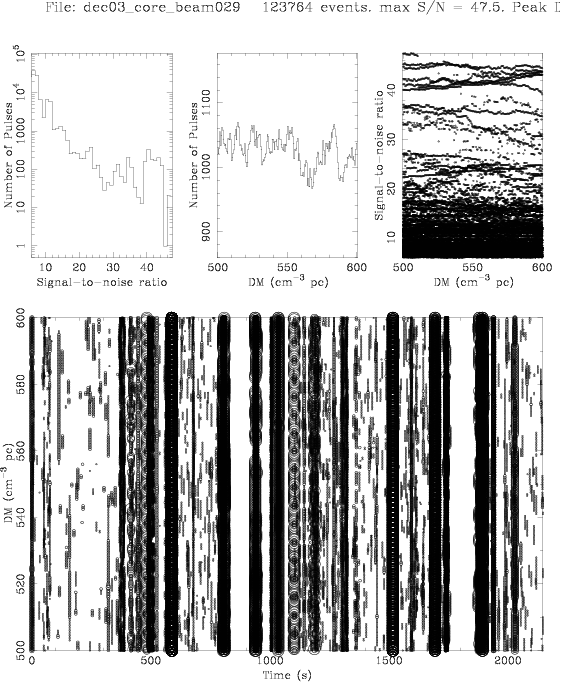 File: dec03_core_beam029 123764 events. max S/N = 47.5. Peak D
Number of Pulses
10^5
10^4
1000
100
10
1
10 20 30 40
Signal-to-noise ratio
Number of Pulses
1100
1000
900
500 550 600
DM (cm^-3 pc)
Signal-to-noise ratio
40
30
20
10
500 550 600
DM (cm^-3 pc)
DM (cm^-3 pc)
600
580
560
540
520
500
0 500 1000 1500 2000
Time (s)